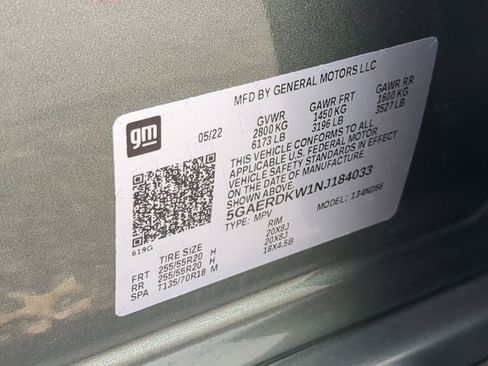 MFD BY GENERAL MOTORS LLC
gm
05/22 GVWR GAWR FRT GAWR RR
2800 KG 1450 KG 1600 KG
6173 LB 3196 LB 3527 LB
THIS VEHICLE CONFORMS TO ALL
APPLICABLE U.S. FEDERAL MOTOR
VEHICLE SAFETY STANDARDS IN EFFECT
ON THE DATE OF MANUFACTURE
SHOWN ABOVE.
5GAERDKW1NJ184033
TYPE: MPV MODEL: 134ND56
619G
TIRE SIZE RIM
FRT 255/55R20 H 20X8J
RR 255/55R20 H 20X8J
SPA T135/70R18 M 18X4.5B